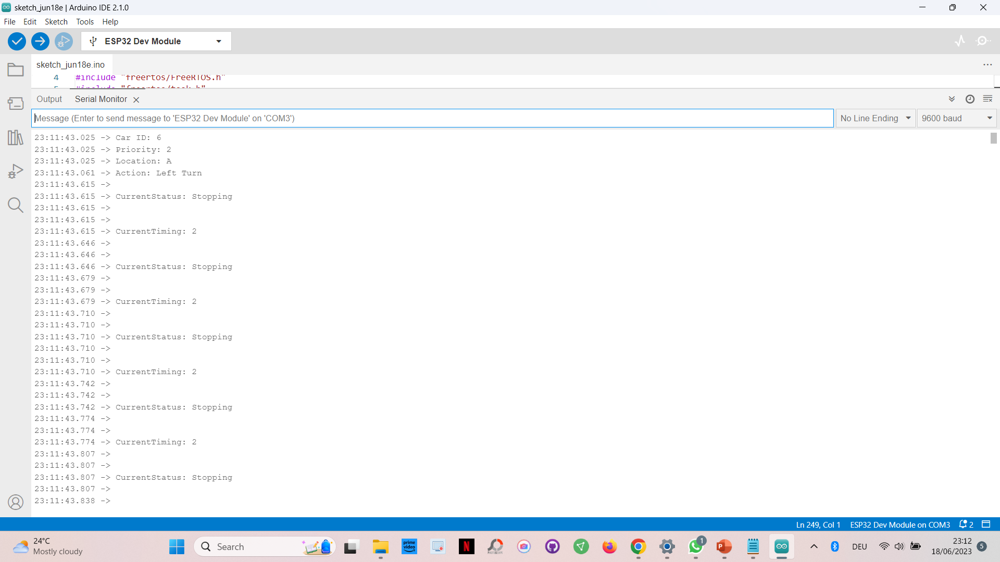 sketch_jun18e | Arduino IDE 2.1.0
File Edit Sketch Tools Help
ESP32 Dev Module
sketch_jun18e.ino
4 #include "freertos/FreeRTOS.h"
5 #include "freertos/task.h"
Output Serial Monitor
Message (Enter to send message to 'ESP32 Dev Module' on 'COM3')
No Line Ending
9600 baud
23:11:43.025 -> Car ID: 6
23:11:43.025 -> Priority: 2
23:11:43.025 -> Location: A
23:11:43.061 -> Action: Left Turn
23:11:43.615 ->
23:11:43.615 -> CurrentStatus: Stopping
23:11:43.615 ->
23:11:43.615 ->
23:11:43.615 -> CurrentTiming: 2
23:11:43.646 ->
23:11:43.646 ->
23:11:43.646 -> CurrentStatus: Stopping
23:11:43.679 ->
23:11:43.679 ->
23:11:43.679 -> CurrentTiming: 2
23:11:43.710 ->
23:11:43.710 ->
23:11:43.710 -> CurrentStatus: Stopping
23:11:43.710 ->
23:11:43.710 ->
23:11:43.710 -> CurrentTiming: 2
23:11:43.742 ->
23:11:43.742 ->
23:11:43.742 -> CurrentStatus: Stopping
23:11:43.774 ->
23:11:43.774 ->
23:11:43.774 -> CurrentTiming: 2
23:11:43.807 ->
23:11:43.807 ->
23:11:43.807 -> CurrentStatus: Stopping
23:11:43.807 ->
23:11:43.838 ->
Ln 249, Col 1 ESP32 Dev Module on COM3 2
24°C
Mostly cloudy
Search
prime video
N
1
P
DEU
23:12
18/06/2023
5